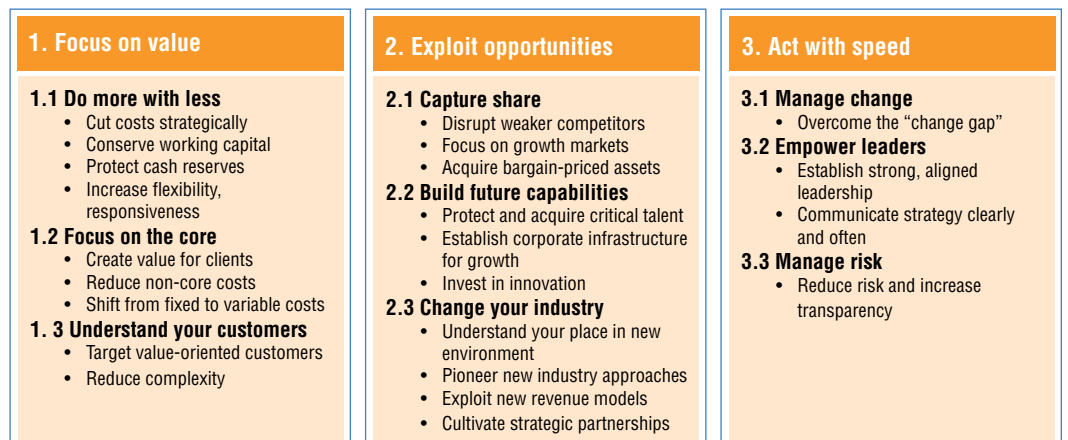 1. Focus on value
1.1 Do more with less
• Cut costs strategically
• Conserve working capital
• Protect cash reserves
• Increase flexibility,
responsiveness
1.2 Focus on the core
• Create value for clients
• Reduce non-core costs
• Shift from fixed to variable costs
1. 3 Understand your customers
• Target value-oriented customers
• Reduce complexity
2. Exploit opportunities
2.1 Capture share
• Disrupt weaker competitors
• Focus on growth markets
• Acquire bargain-priced assets
2.2 Build future capabilities
• Protect and acquire critical talent
• Establish corporate infrastructure
for growth
• Invest in innovation
2.3 Change your industry
• Understand your place in new
environment
• Pioneer new industry approaches
• Exploit new revenue models
• Cultivate strategic partnerships
3. Act with speed
3.1 Manage change
• Overcome the “change gap”
3.2 Empower leaders
• Establish strong, aligned
leadership
• Communicate strategy clearly
and often
3.3 Manage risk
• Reduce risk and increase
transparency